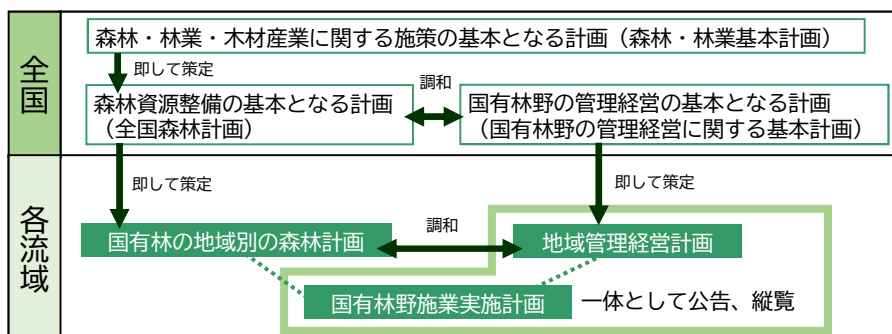 全国
森林・林業・木材産業に関する施策の基本となる計画（森林・林業基本計画）
即して策定
調和
森林資源整備の基本となる計画
（全国森林計画）
国有林野の管理経営の基本となる計画
（国有林野の管理経営に関する基本計画）
各流域
即して策定
即して策定
国有林の地域別の森林計画
調和
地域管理経営計画
国有林野施業実施計画
一体として公告、縦覧